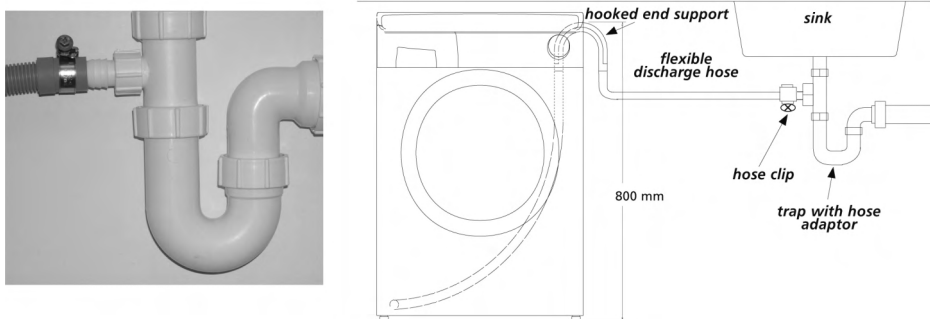 hooked end support
sink
flexible
discharge hose
hose clip
800 mm
trap with hose
adaptor